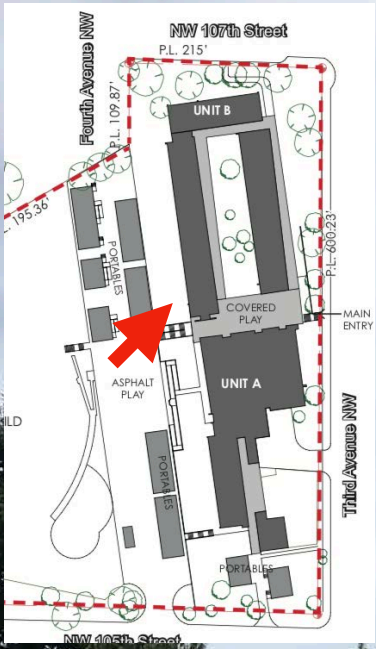 NW 107th Street
P.L. 215'
Fourth Avenue NW
P.L. 109.87'
UNIT B
195.36'
PORTABLES
P.L. 600.23'
COVERED
PLAY
MAIN
ENTRY
ASPHALT
PLAY
UNIT A
ILD
Third Avenue NW
PORTABLES
PORTABLES
NW 105th Street